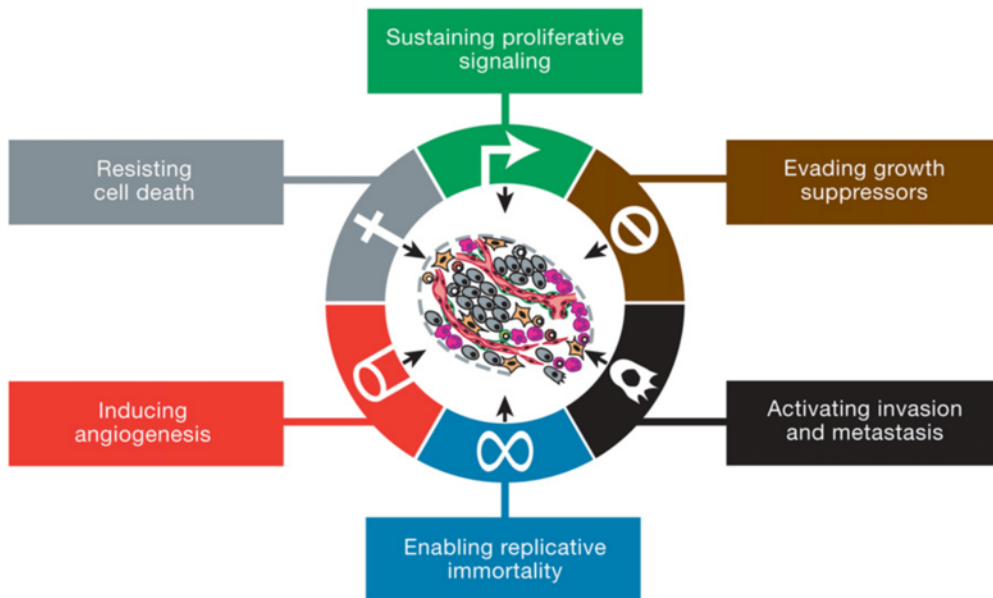 Sustaining proliferative
signaling
Resisting
cell death
Evading growth
suppressors
Inducing
angiogenesis
Activating invasion
and metastasis
Enabling replicative
immortality